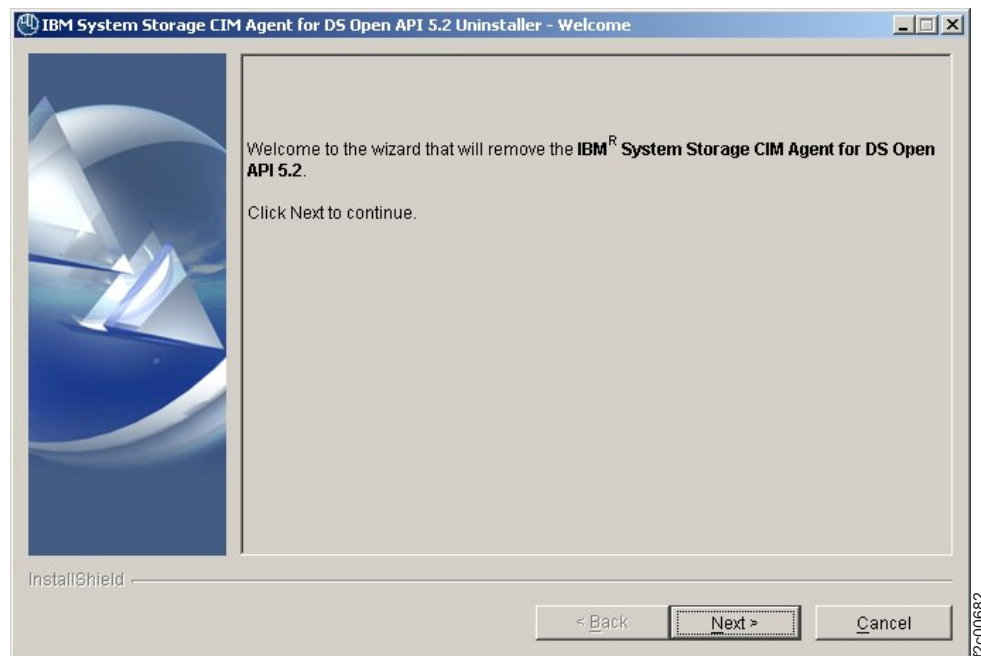 IBM System Storage CIM Agent for DS Open API 5.2 Uninstaller - Welcome
Welcome to the wizard that will remove the IBM^R System Storage CIM Agent for DS Open
API 5.2.
Click Next to continue.
InstallShield
< Back
Next >
Cancel
f2c00682